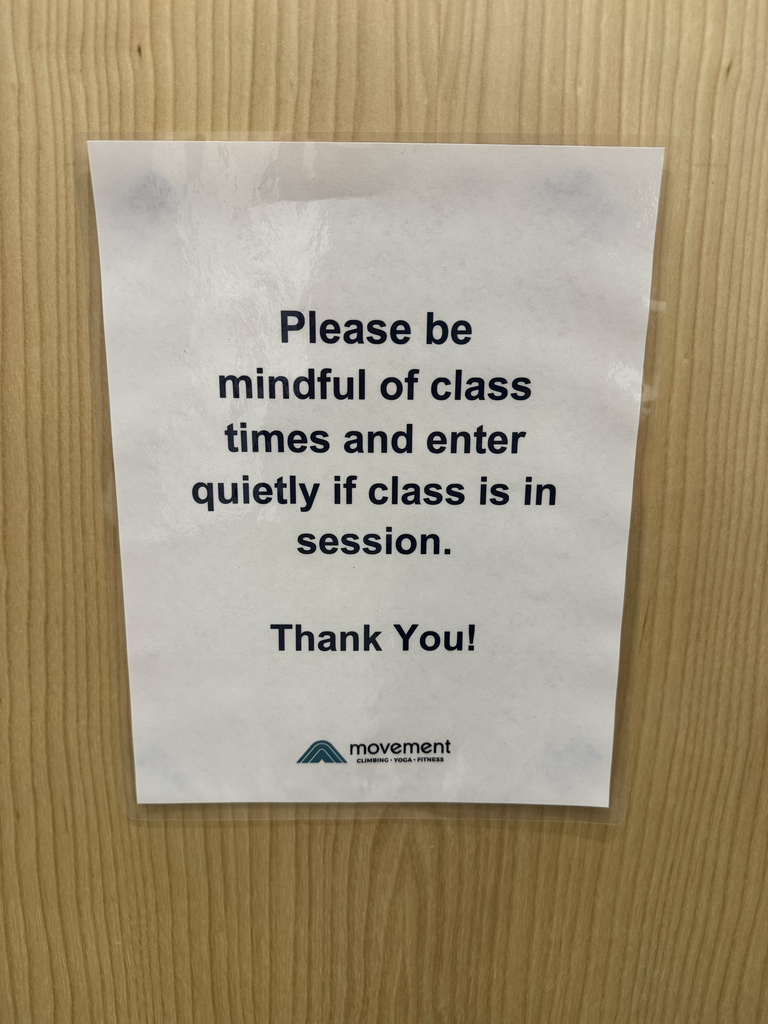 Please be
mindful of class
times and enter
quietly if class is in
session.
Thank You!
movement
CLIMBING • YOGA • FITNESS